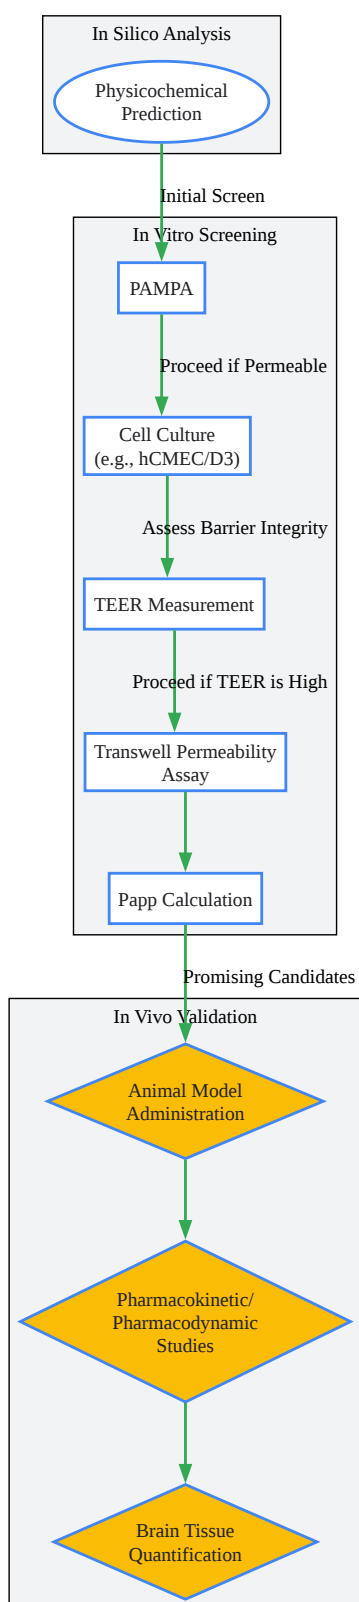 In Silico Analysis
Physicochemical
Prediction
Initial Screen
In Vitro Screening
PAMPA
Proceed if Permeable
Cell Culture
(e.g., hCMEC/D3)
Assess Barrier Integrity
TEER Measurement
Proceed if TEER is High
Transwell Permeability
Assay
Papp Calculation
Promising Candidates
In Vivo Validation
Animal Model
Administration
Pharmacokinetic/
Pharmacodynamic
Studies
Brain Tissue
Quantification